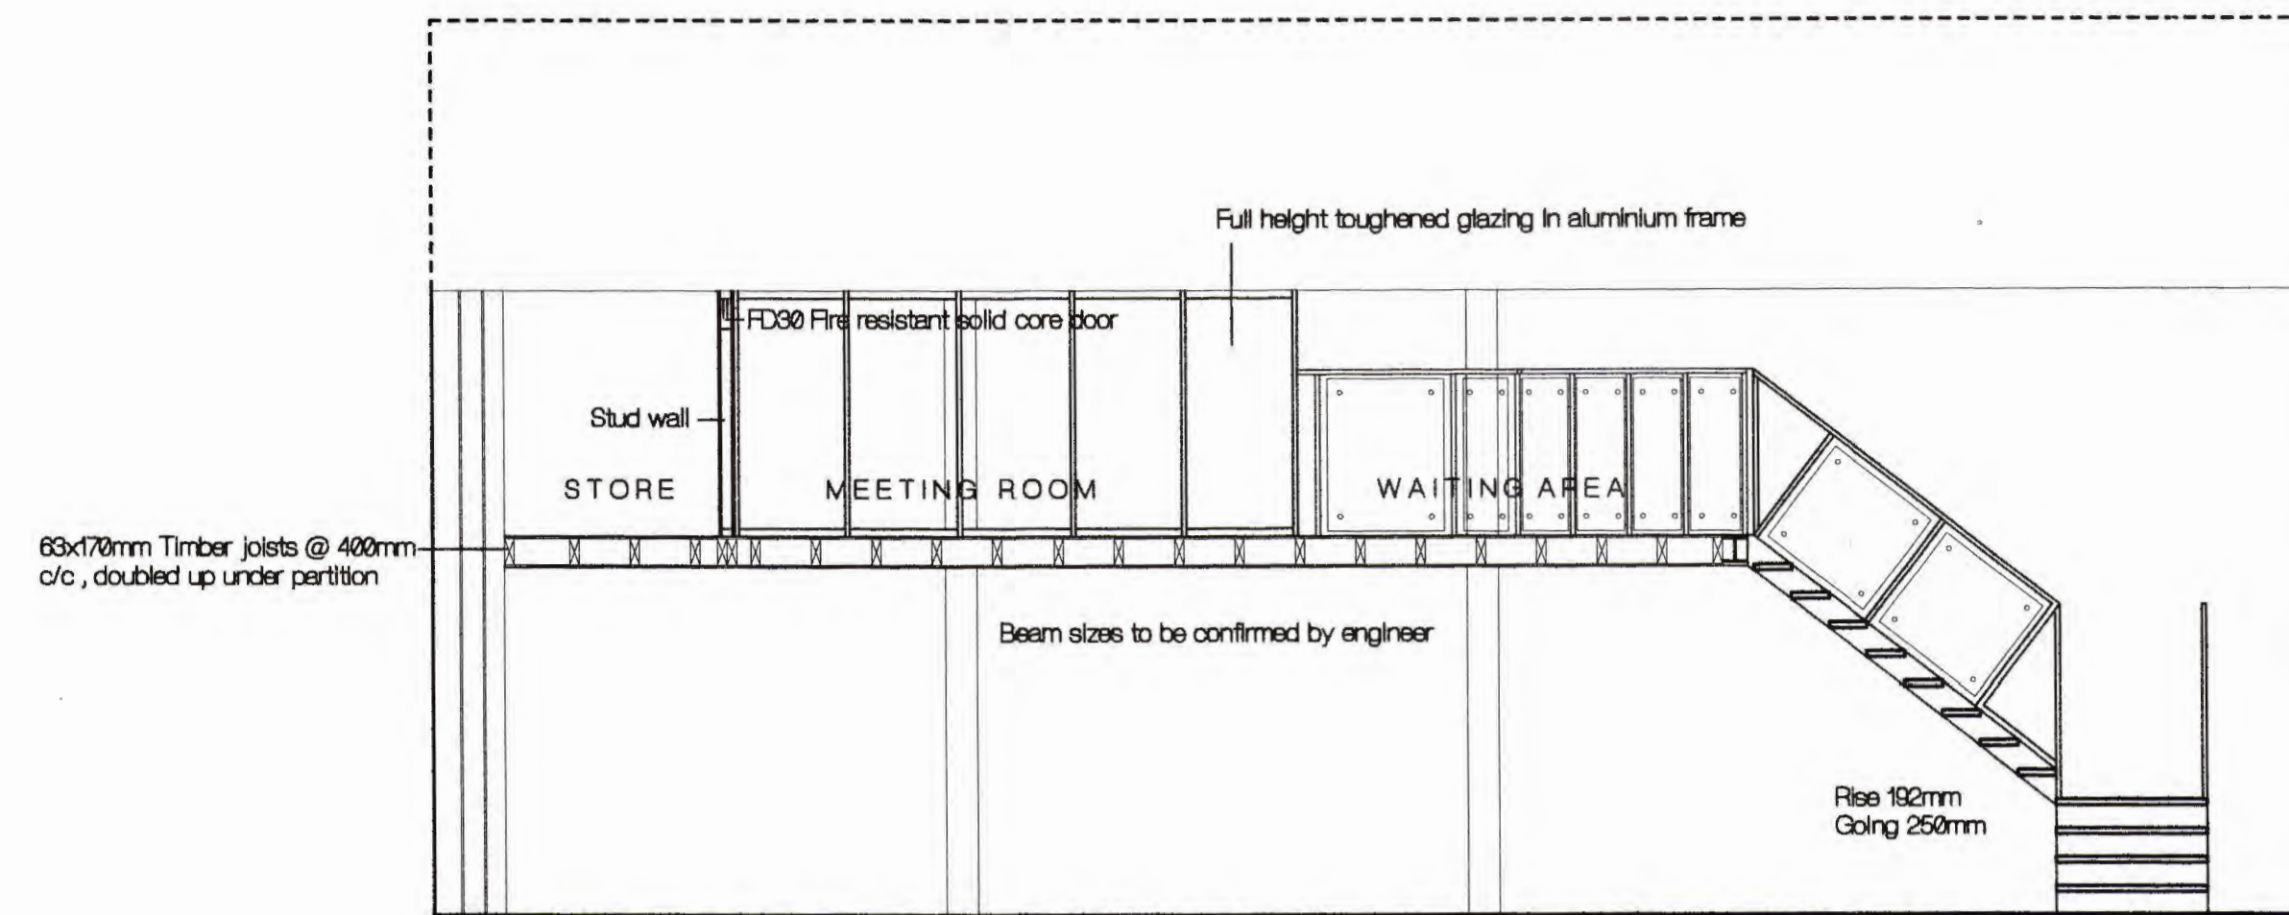 Full height toughened glazing in aluminium frame
FD30 Fire resistant solid core door
Stud wall
STORE
MEETING ROOM
WAITING AREA
63x170mm Timber joists @ 400mm
c/c , doubled up under partition
Beam sizes to be confirmed by engineer
Rise 192mm
Going 250mm